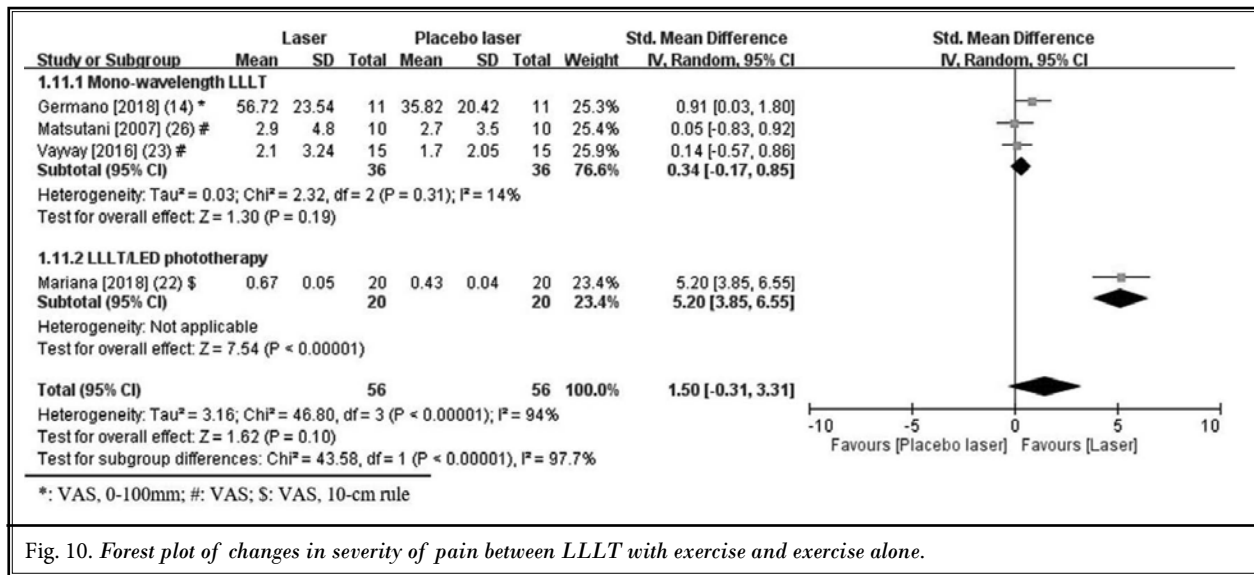 Laser Placebo laser Std. Mean Difference Std. Mean Difference
Study or Subgroup Mean SD Total Mean SD Total Weight IV, Random, 95% CI IV, Random, 95% CI
1.11.1 Mono-wavelength LLLT
Germano [2018] (14) * 56.72 23.54 11 35.82 20.42 11 25.3% 0.91 [0.03, 1.80]
Matsutani [2007] (26) # 2.9 4.8 10 2.7 3.5 10 25.4% 0.05 [-0.83, 0.92]
Vayvay [2016] (23) # 2.1 3.24 15 1.7 2.05 15 25.9% 0.14 [-0.57, 0.86]
Subtotal (95% CI) 36 36 76.6% 0.34 [-0.17, 0.85]
Heterogeneity: Tau² = 0.03; Chi² = 2.32, df = 2 (P = 0.31); I² = 14%
Test for overall effect: Z = 1.30 (P = 0.19)
1.11.2 LLLT/LED phototherapy
Mariana [2018] (22) $ 0.67 0.05 20 0.43 0.04 20 23.4% 5.20 [3.85, 6.55]
Subtotal (95% CI) 20 20 23.4% 5.20 [3.85, 6.55]
Heterogeneity: Not applicable
Test for overall effect: Z = 7.54 (P < 0.00001)
Total (95% CI) 56 56 100.0% 1.50 [-0.31, 3.31]
Heterogeneity: Tau² = 3.16; Chi² = 46.80, df = 3 (P < 0.00001); I² = 94%
Test for overall effect: Z = 1.62 (P = 0.10)
Test for subgroup differences: Chi² = 43.58, df = 1 (P < 0.00001), I² = 97.7%
-10 -5 0 5 10
Favours [Placebo laser] Favours [Laser]
*: VAS, 0-100mm; #: VAS; $: VAS, 10-cm rule
Fig. 10. Forest plot of changes in severity of pain between LLLT with exercise and exercise alone.